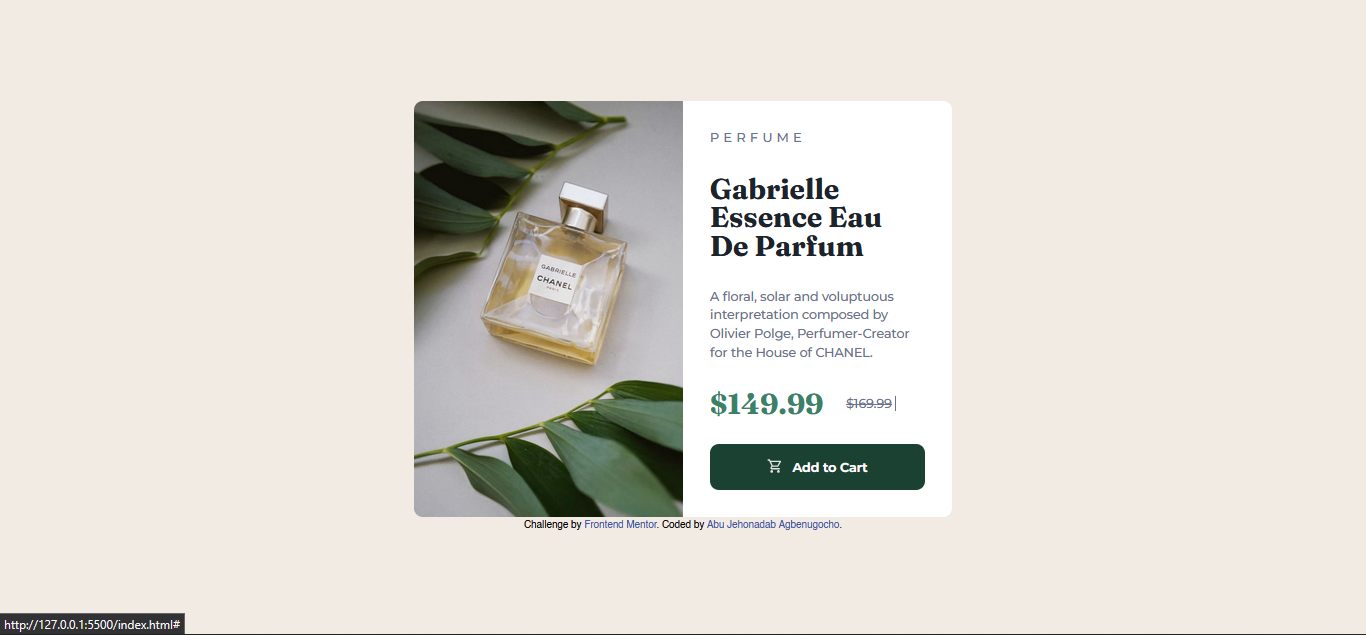 PERFUME
Gabrielle
Essence Eau
De Parfum
A floral, solar and voluptuous
interpretation composed by
Olivier Polge, Perfumer-Creator
for the House of CHANEL.
$149.99 $169.99
Add to Cart
GABRIELLE
CHANEL
PARIS
Challenge by Frontend Mentor. Coded by Abu Jehonadab Agbenugocho.
http://127.0.0.1:5500/index.html#